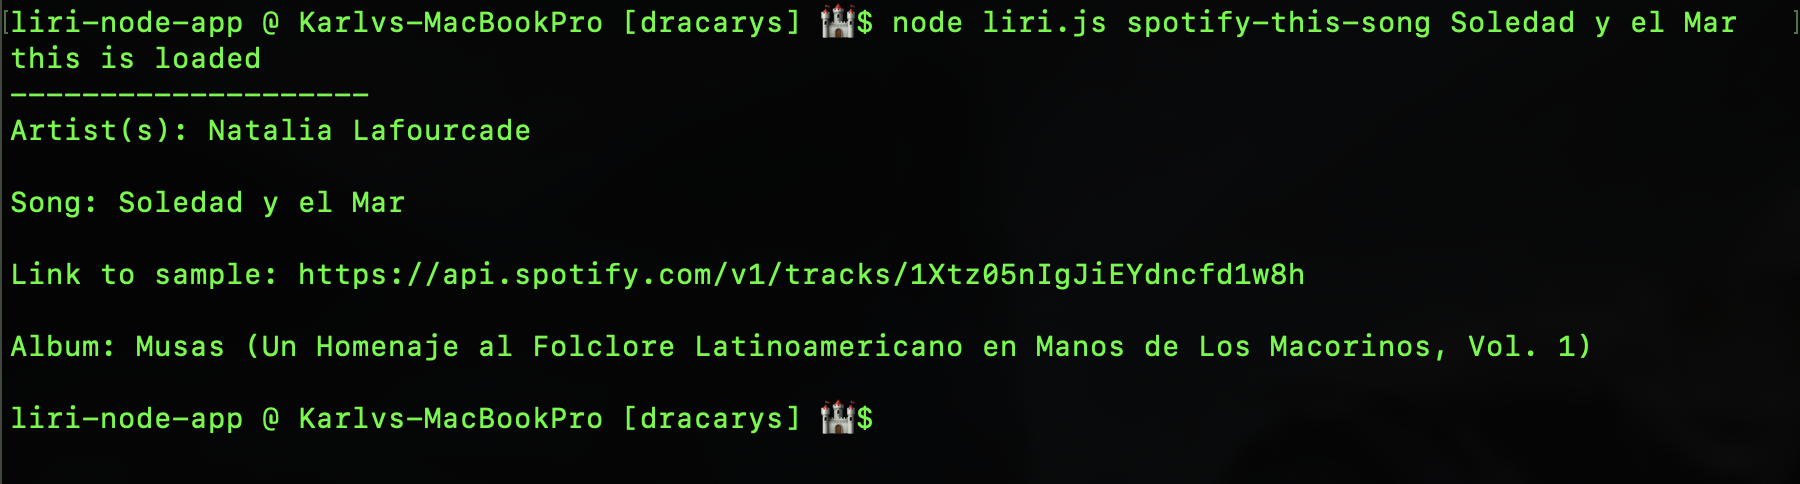 [liri-node-app @ Karlvs-MacBookPro [dracarys] 🏰$ node liri.js spotify-this-song Soledad y el Mar ]
this is loaded
--------------------
Artist(s): Natalia Lafourcade
Song: Soledad y el Mar
Link to sample: https://api.spotify.com/v1/tracks/1Xtz05nIgJiEYdncfd1w8h
Album: Musas (Un Homenaje al Folclore Latinoamericano en Manos de Los Macorinos, Vol. 1)
liri-node-app @ Karlvs-MacBookPro [dracarys] 🏰$